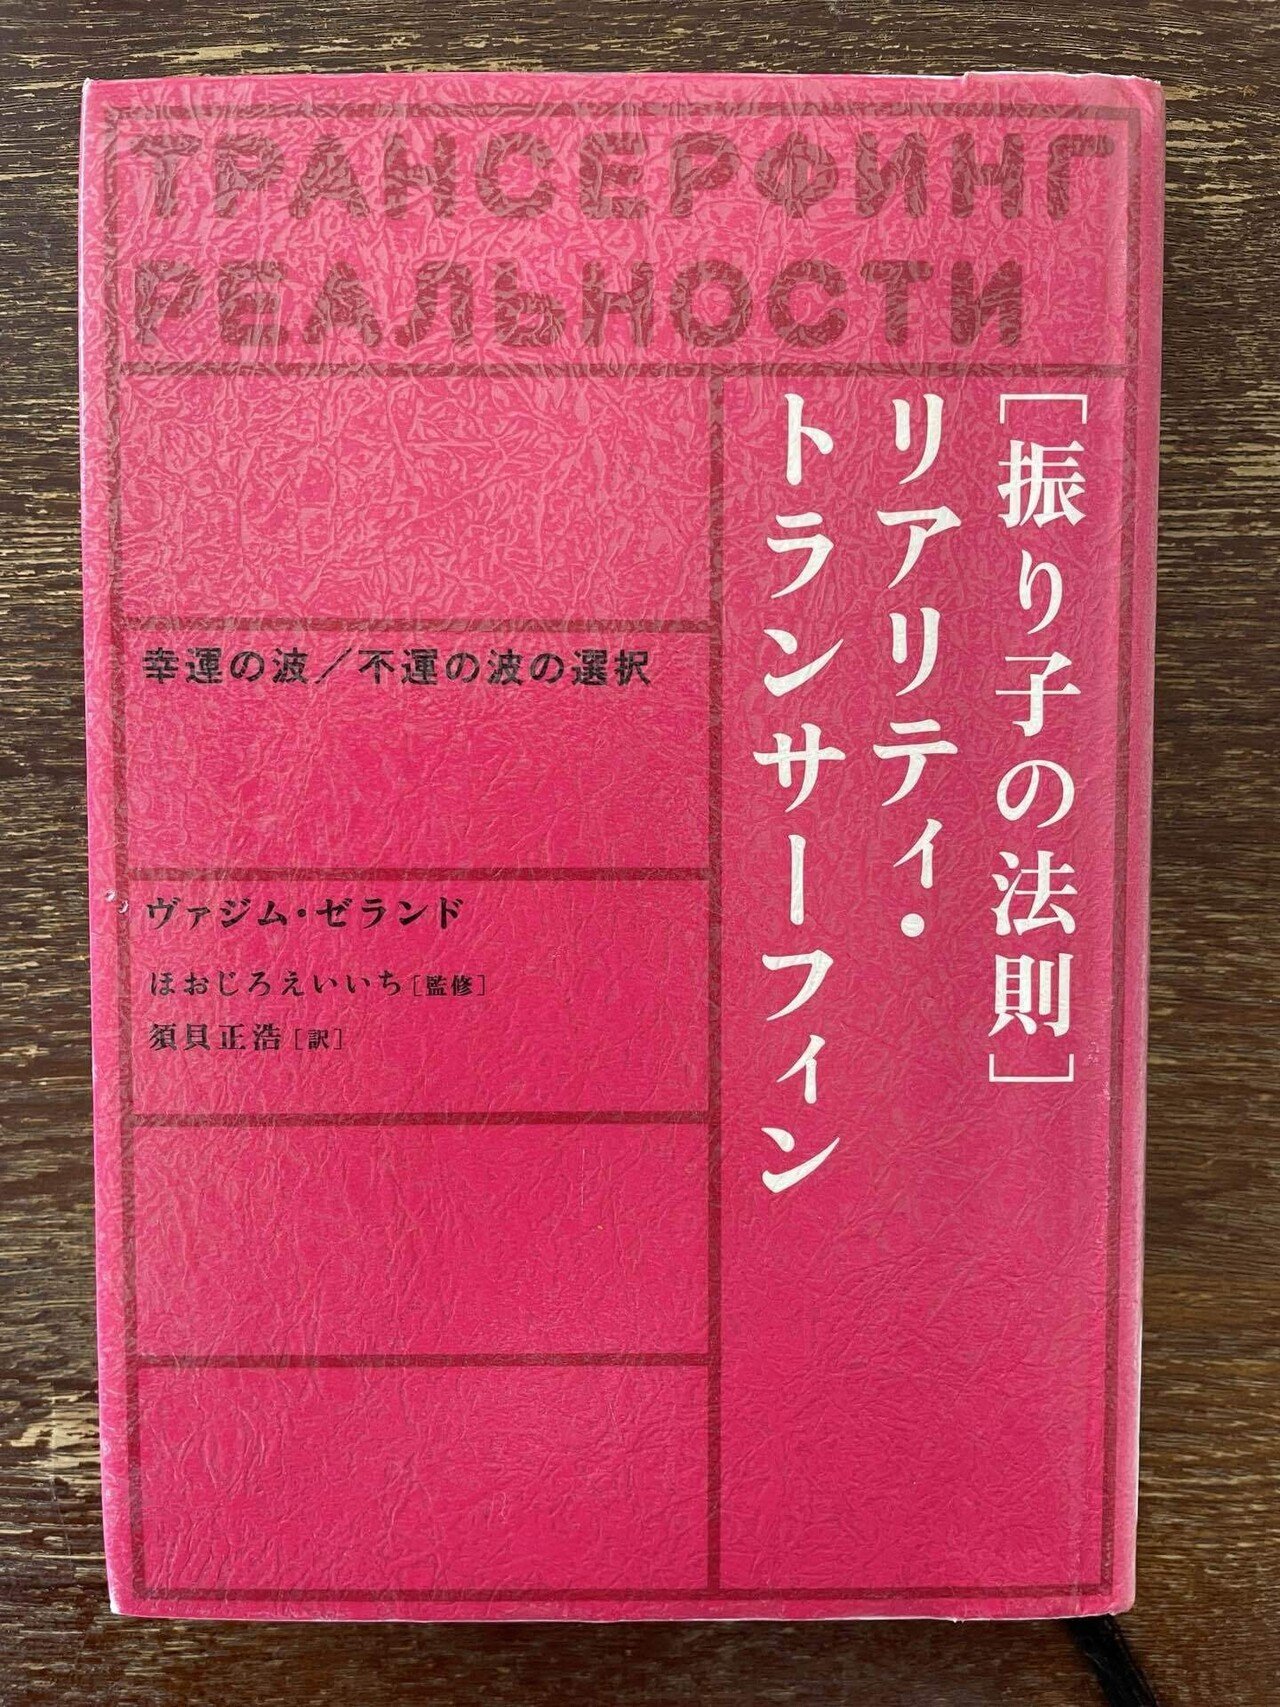 ТРАНСЕРФИНГ
РЕАЛЬНОСТИ
［振り子の法則］
リアリティ・
トランサーフィン
幸運の波／不運の波の選択
ヴァジム・ゼランド
ほおじろえいいち［監修］
須貝正浩［訳］